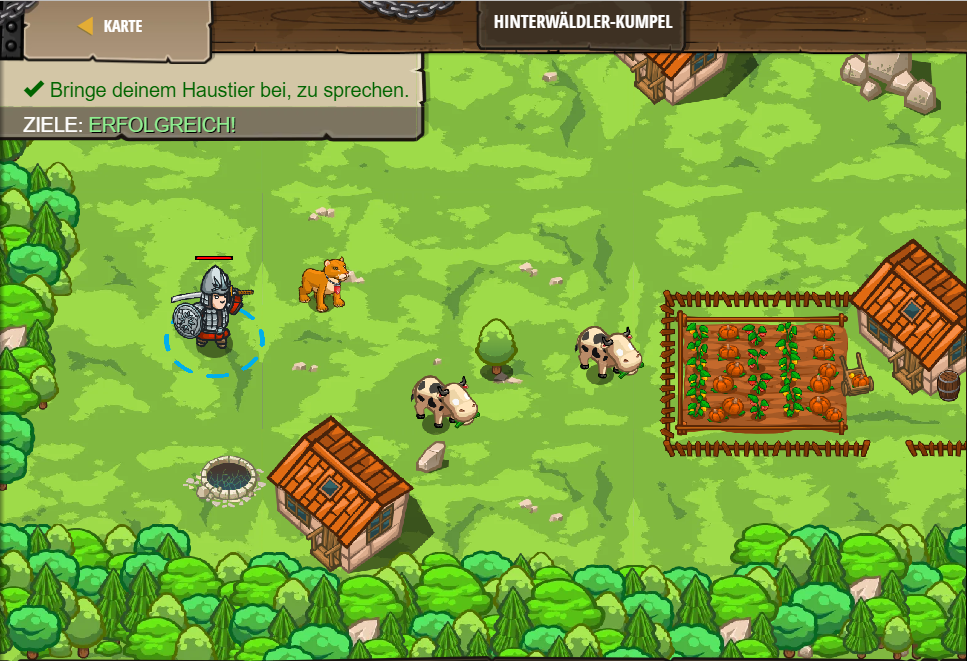 KARTE
HINTERWÄLDLER-KUMPEL
Bringe deinem Haustier bei, zu sprechen.
ZIELE: ERFOLGREICH!